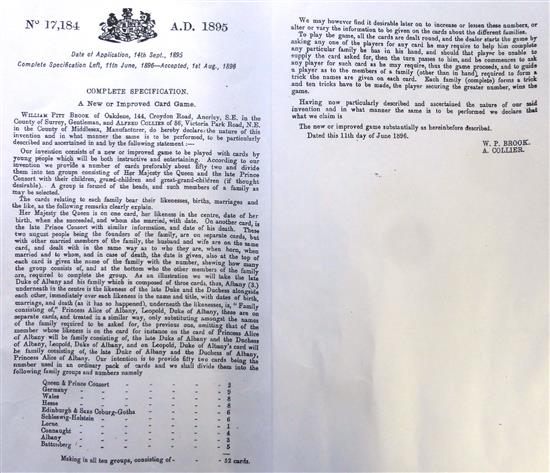 No 17,184 A.D. 1895
Date of Application, 14th Sept., 1895
Complete Specification Left, 11th June, 1896—Accepted, 1st Aug., 1896
COMPLETE SPECIFICATION.
A New or Improved Card Game.
WILLIAM PITT BROOK of Oakdene, 144, Croydon Road, Anerley, S.E. in the
County of Surrey, Gentleman, and ALFRED COLLIER of 36, Victoria Park Road, N.E.
in the County of Middlesex, Manufacturer, do hereby declare the nature of this
invention and in what manner the same is to be performed, to be particularly
described and ascertained in and by the following statement :—
Our invention consists of a new or improved game to be played with cards by
young people which will be both instructive and entertaining. According to our
invention we provide a number of cards preferably about fifty two and divide
them into ten groups consisting of Her Majesty the Queen and the late Prince
Consort with their children, grand-children and great-grand-children (if thought
desirable). A group is formed of the heads, and such members of a family as
may be selected.
The cards relating to each family bear their likenesses, births, marriages and
the like, as the following remarks clearly explain.
Her Majesty the Queen is on one card, her likeness in the centre, date of her
birth, when she succeeded, and whom she married, with date. On another card, is
the late Prince Consort with similar information, and date of his death. These
two august people being the founders of the family, are on separate cards, but
with other married members of the family, the husband and wife are on the same
card, and dealt with in the same way as to who they are, when born, when
married and to whom, and in case of death, the date is given, also at the top of
each card is given the name of the family with the number, shewing how many
the group consists of, and at the bottom who the other members of the family
are, required to complete the group. As an illustration we will take the late
Duke of Albany and his family which is composed of three cards, thus, Albany (3.)
underneath in the centre is the likeness of the late Duke and the Duchess alongside
each other, immediately over each likeness is the name and title, with dates of birth,
marriage, and death (as it has so happened), underneath the likenesses, is, " Family
consisting of," Princess Alice of Albany, Leopold, Duke of Albany, these are on
separate cards, and treated in a similar way, only substituting amongst the names
of the family required to be asked for, the previous one, omitting that of the
member whose likeness is on the card for instance on the card of Princess Alice
of Albany will be family consisting of, the late Duke of Albany and the Duchess
of Albany, Leopold, Duke of Albany, and on Leopold, Duke of Albany's card will
be family consisting of, the late Duke of Albany and the Duchess of Albany,
Princess Alice of Albany. Our intention is to provide fifty two cards being the
number used in an ordinary pack of cards and we shall divide them into the
following family groups and numbers namely
Queen & Prince Consort - - - - 2
Germany - - - - 9
Wales - - - - 8
Hesse - - - - 8
Edinburgh & Saxe Coburg-Gotha - - - - 6
Schleswig-Holstein - - - - 6
Lorne - - - - 1
Connaught - - - - 4
Albany - - - - 3
Battenberg - - - - 5
Making in all ten groups, consisting of - - - 52 cards.
We may however find it desirable later on to increase or lessen these numbers, or
alter or vary the information to be given on the cards about the different families.
To play the game, all the cards are dealt round, and the dealer starts the game by
asking any one of the players for any card he may require to help him complete
any particular family he has in his hand, and should that player be unable to
supply the card asked for, then the turn passes to him, and he commences to ask
any player for such card as he may require, thus the game proceeds, and to guide
a player as to the members of a family (other than in hand), required to form a
trick the names are given on each card. Each family (complete) forms a trick
and ten tricks have to be made, the player securing the greater number, wins the
game.
Having now particularly described and ascertained the nature of our said
invention and in what manner the same is to be performed we declare that
what we claim is
The new or improved game substantially as hereinbefore described.
Dated this 11th day of June 1896.
W. P. BROOK.
A. COLLIER.